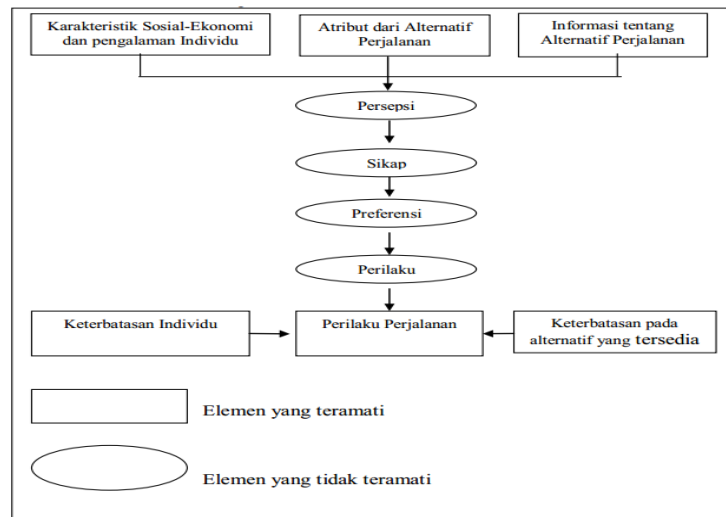 Karakteristik Sosial-Ekonomi
dan pengalaman Individu
Atribut dari Alternatif
Perjalanan
Informasi tentang
Alternatif Perjalanan
Persepsi
Sikap
Preferensi
Perilaku
Keterbatasan Individu
Perilaku Perjalanan
Keterbatasan pada
alternatif yang tersedia
Elemen yang teramati
Elemen yang tidak teramati